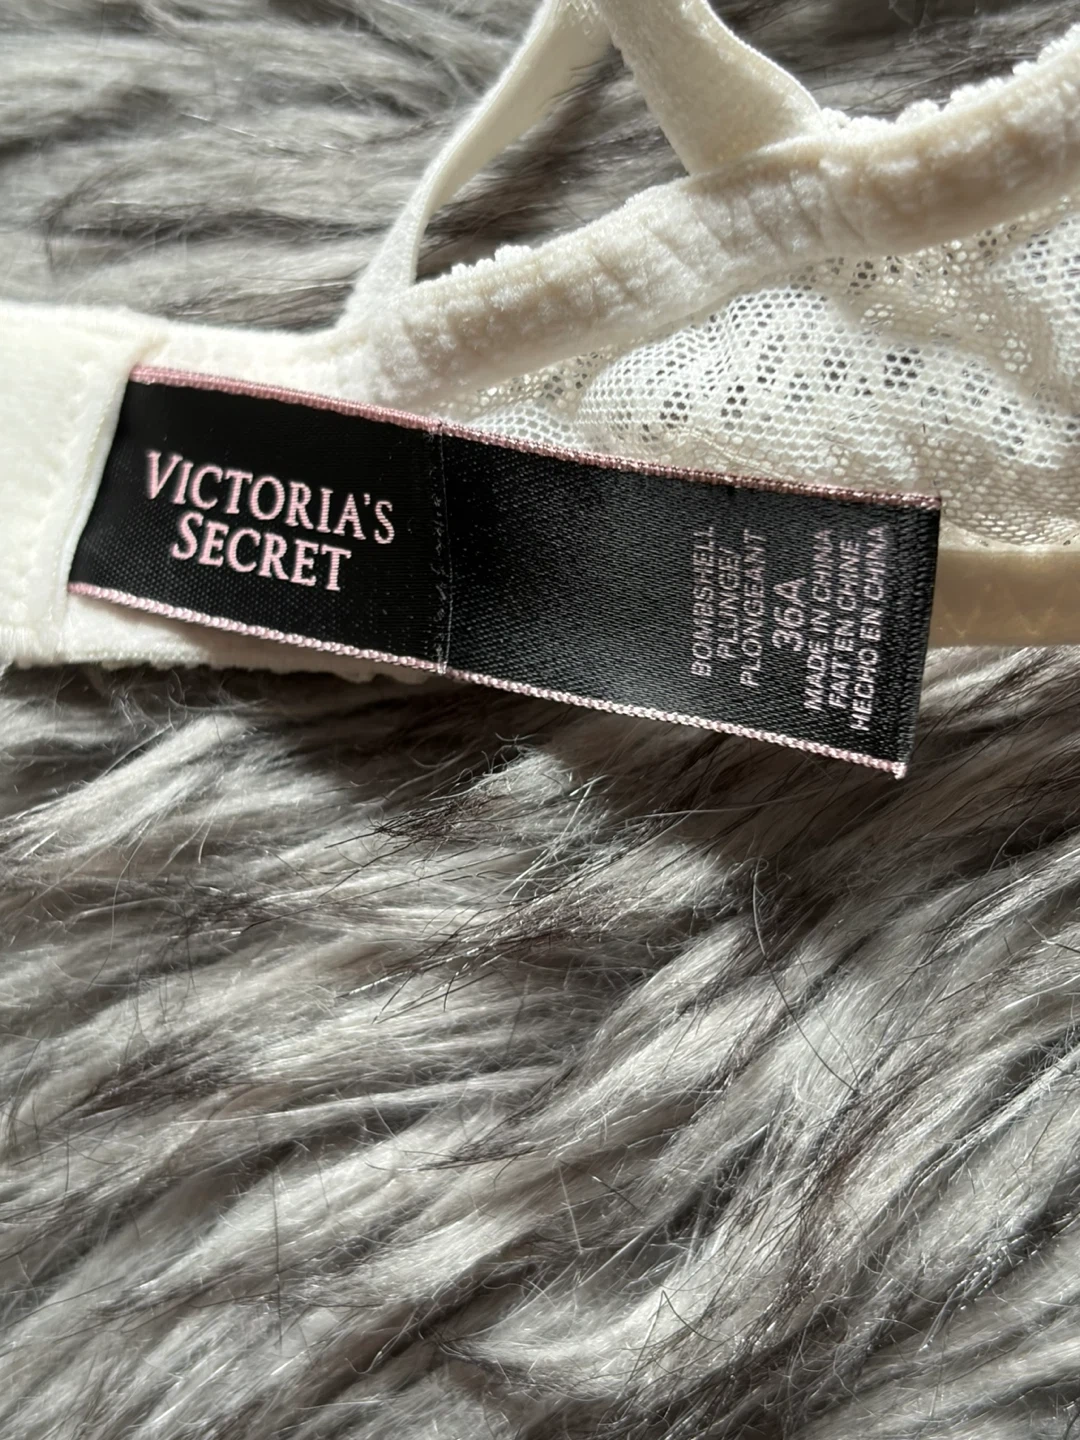 VICTORIA'S
SECRET
BOMBSHELL
PLUNGE/
PLONGEANT
36A
MADE IN CHINA
FAIT EN CHINE
HECHO EN CHINA